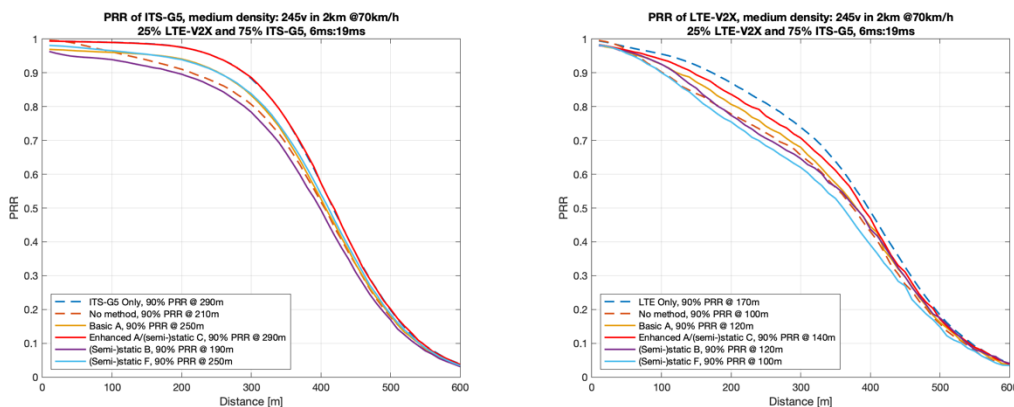 PRR of ITS-G5, medium density: 245v in 2km @70km/h
25% LTE-V2X and 75% ITS-G5, 6ms:19ms
1
0.9
0.8
0.7
0.6
0.5
0.4
0.3
0.2
0.1
0
PRR
ITS-G5 Only, 90% PRR @ 290m
No method, 90% PRR @ 210m
Basic A, 90% PRR @ 250m
Enhanced A/(semi-)static C, 90% PRR @ 290m
(Semi-)static B, 90% PRR @ 190m
(Semi-)static F, 90% PRR @ 250m
0 100 200 300 400 500 600
Distance [m]
PRR of LTE-V2X, medium density: 245v in 2km @70km/h
25% LTE-V2X and 75% ITS-G5, 6ms:19ms
1
0.9
0.8
0.7
0.6
0.5
0.4
0.3
0.2
0.1
0
PRR
LTE Only, 90% PRR @ 170m
No method, 90% PRR @ 100m
Basic A, 90% PRR @ 120m
Enhanced A/(semi-)static C, 90% PRR @ 140m
(Semi-)static B, 90% PRR @ 120m
(Semi-)static F, 90% PRR @ 100m
0 100 200 300 400 500 600
Distance [m]